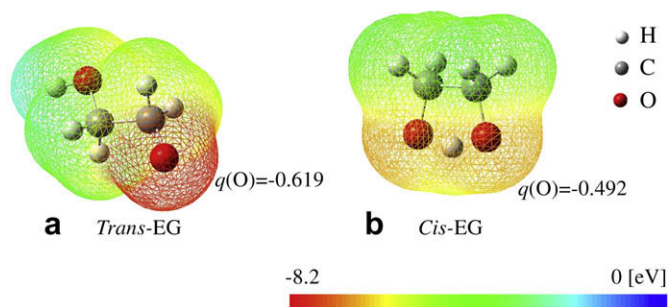 H
C
O
q(O)=-0.619
q(O)=-0.492
a Trans-EG
b Cis-EG
-8.2 0 [eV]